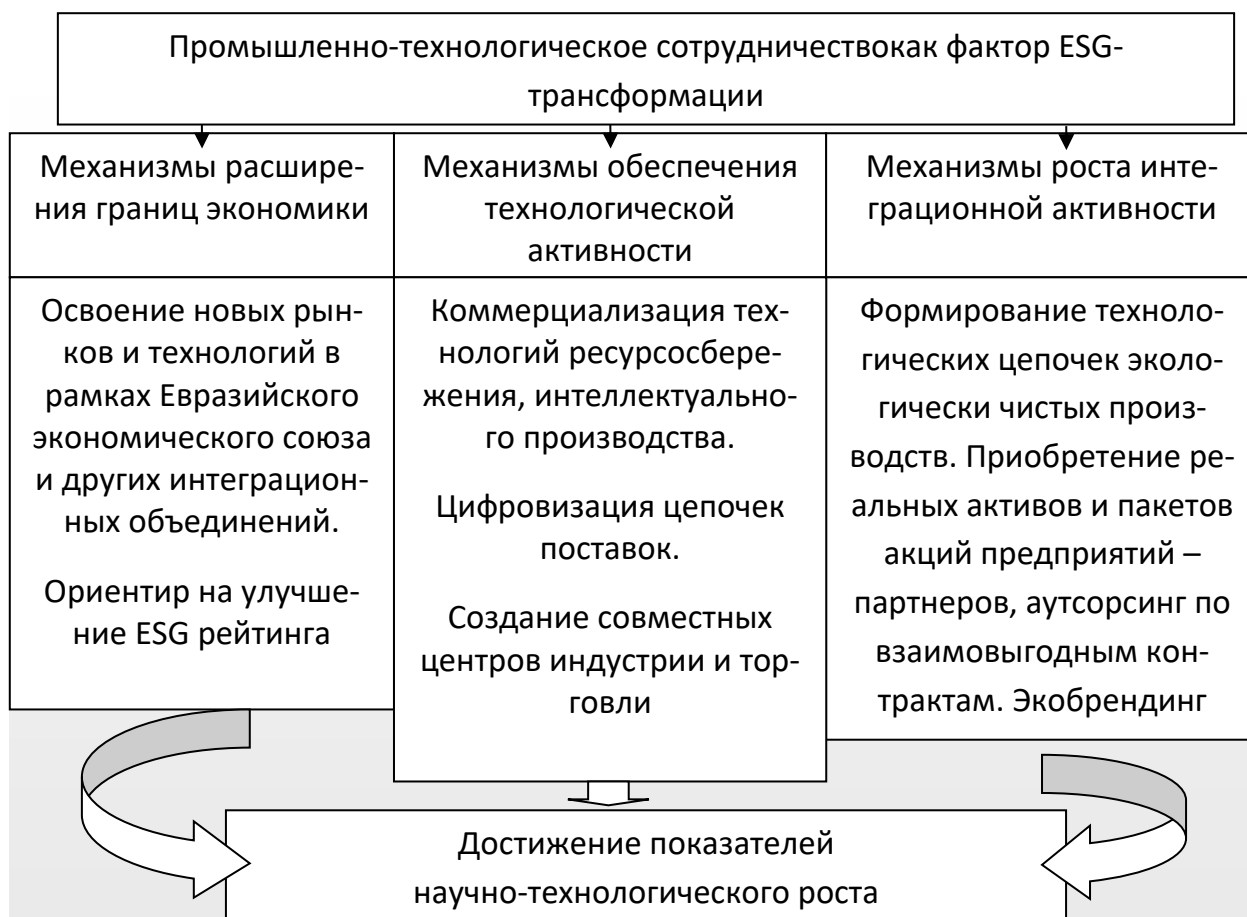 Промышленно-технологическое сотрудничествокак фактор ESG-
трансформации
Механизмы расшире-
ния границ экономики
Механизмы обеспечения
технологической
активности
Механизмы роста инте-
грационной активности
Освоение новых рын-
ков и технологий в
рамках Евразийского
экономического союза
и других интеграцион-
ных объединений.
Ориентир на улучше-
ние ESG рейтинга
Коммерциализация тех-
нологий ресурсосбере-
жения, интеллектуально-
го производства.
Цифровизация цепочек
поставок.
Создание совместных
центров индустрии и тор-
говли
Формирование техноло-
гических цепочек эколо-
гически чистых произ-
водств. Приобретение ре-
альных активов и пакетов
акций предприятий –
партнеров, аутсорсинг по
взаимовыгодным кон-
трактам. Экобрендинг
Достижение показателей
научно-технологического роста